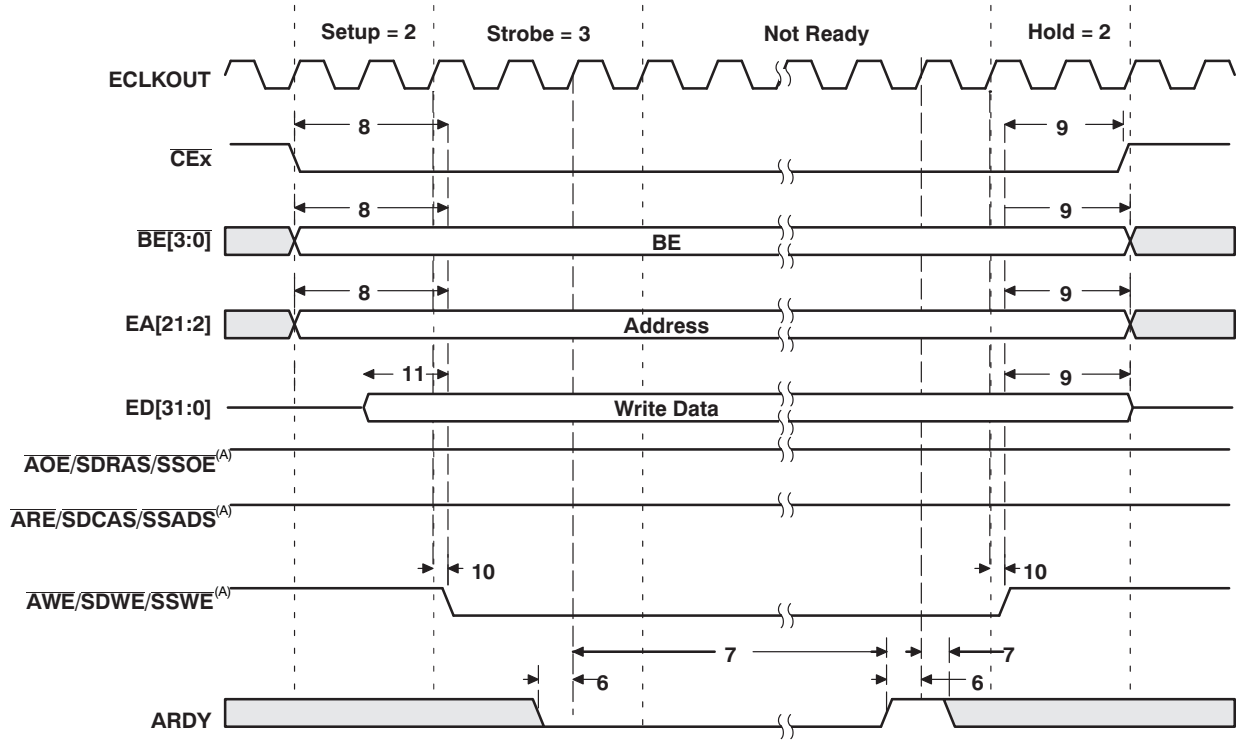 Setup = 2 Strobe = 3 Not Ready Hold = 2
ECLKOUT
8 9
CEx
8 9
BE[3:0] BE
8 9
EA[21:2] Address
11 9
ED[31:0] Write Data
AOE/SDRAS/SSOE(A)
ARE/SDCAS/SSADS(A)
10 10
AWE/SDWE/SSWE(A)
7 7
6 6
ARDY